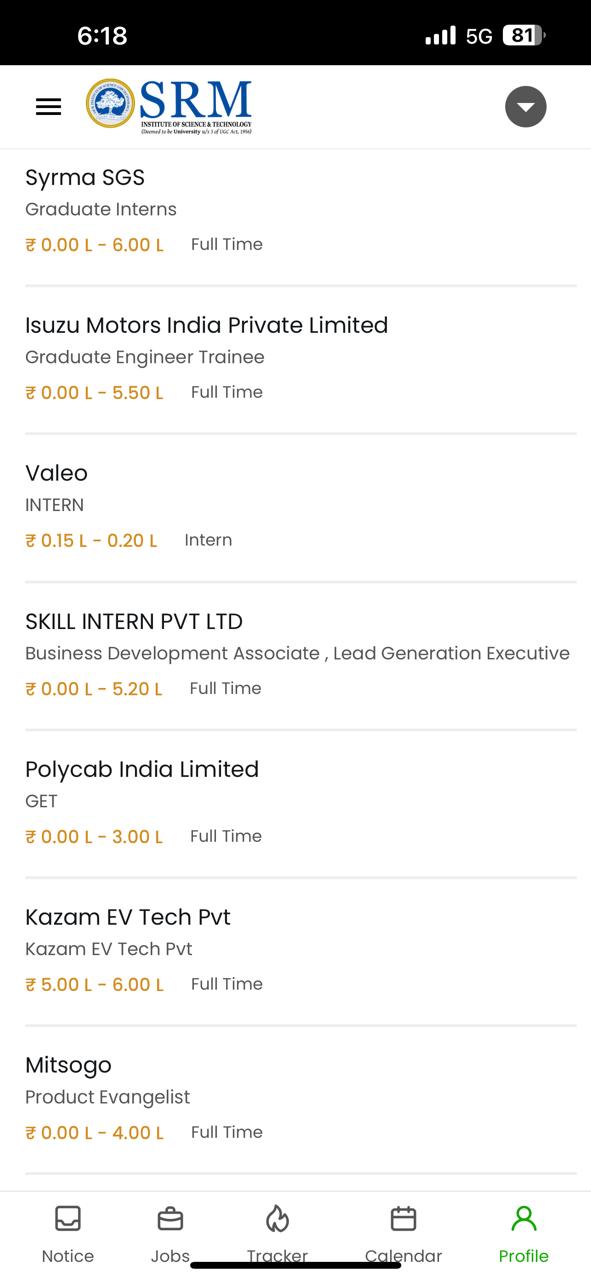 6:18
5G 81
SRM
INSTITUTE OF SCIENCE & TECHNOLOGY
(Deemed to be University u/s 3 of UGC Act, 1956)
Syrma SGS
Graduate Interns
₹ 0.00 L - 6.00 L Full Time
Isuzu Motors India Private Limited
Graduate Engineer Trainee
₹ 0.00 L - 5.50 L Full Time
Valeo
INTERN
₹ 0.15 L - 0.20 L Intern
SKILL INTERN PVT LTD
Business Development Associate , Lead Generation Executive
₹ 0.00 L - 5.20 L Full Time
Polycab India Limited
GET
₹ 0.00 L - 3.00 L Full Time
Kazam EV Tech Pvt
Kazam EV Tech Pvt
₹ 5.00 L - 6.00 L Full Time
Mitsogo
Product Evangelist
₹ 0.00 L - 4.00 L Full Time
Notice Jobs Tracker Calendar Profile